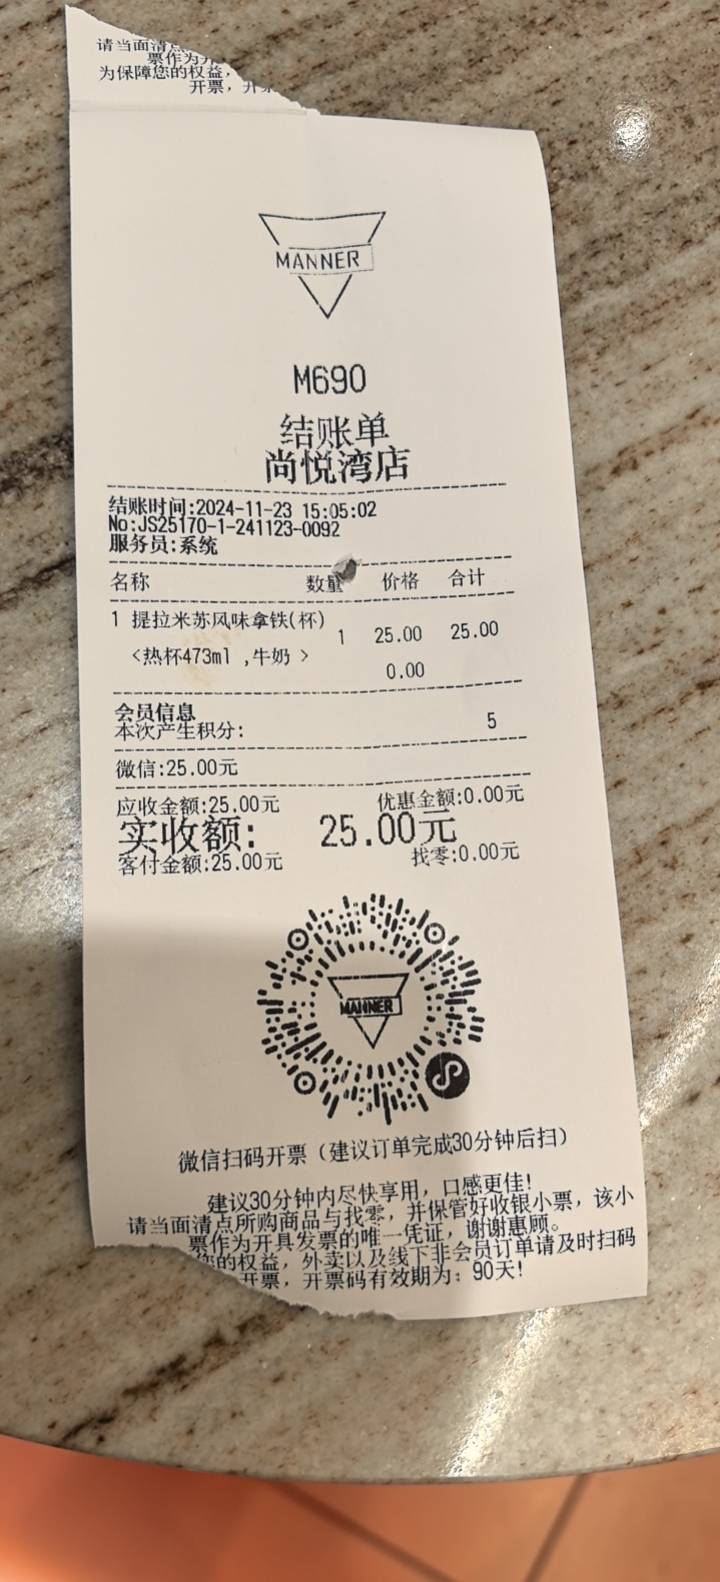 请当面清
票作为开
为保障您的权益，
开票，开票
MANNER
M690
结账单
尚悦湾店
结账时间:2024-11-23 15:05:02
No:JS25170-1-241123-0092
服务员:系统
名称 数量 价格 合计
1 提拉米苏风味拿铁(杯) 1 25.00 25.00
<热杯473ml ,牛奶 > 0.00
会员信息
本次产生积分: 5
微信:25.00元
应收金额:25.00元 优惠金额:0.00元
实收额: 25.00元
客付金额:25.00元 找零:0.00元
MANNER
微信扫码开票（建议订单完成30分钟后扫）
建议30分钟内尽快享用，口感更佳!
请当面清点所购商品与找零，并保管好收银小票，该小
票作为开具发票的唯一凭证，谢谢惠顾。
您的权益，外卖以及线下非会员订单请及时扫码
开票，开票码有效期为：90天!